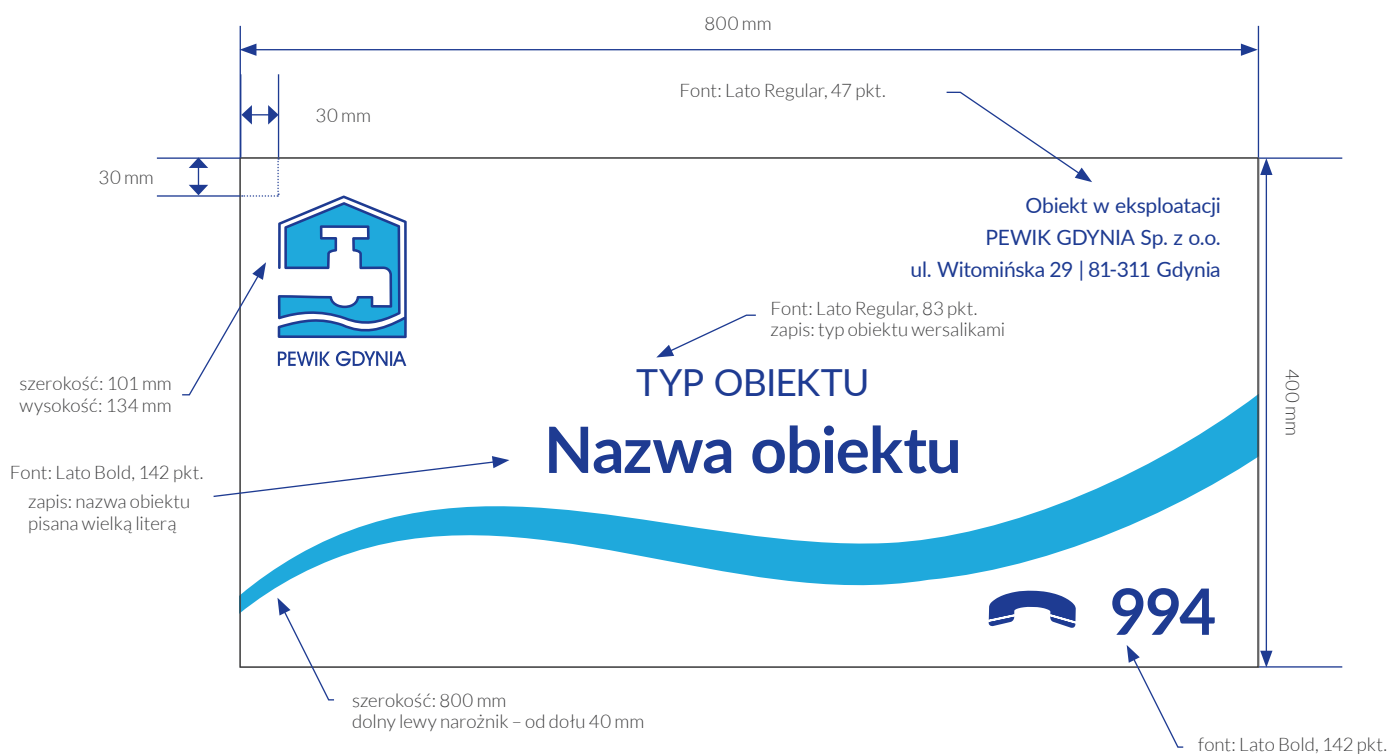 800 mm
Font: Lato Regular, 47 pkt.
30 mm
30 mm
Obiekt w eksploatacji
PEWIK GDYNIA Sp. z o.o.
ul. Witomińska 29 | 81-311 Gdynia
Font: Lato Regular, 83 pkt.
zapis: typ obiektu wersalikami
PEWIK GDYNIA
szerokość: 101 mm
wysokość: 134 mm
TYP OBIEKTU
400 mm
Nazwa obiektu
Font: Lato Bold, 142 pkt.
zapis: nazwa obiektu
pisana wielką literą
994
szerokość: 800 mm
dolny lewy narożnik – od dołu 40 mm
font: Lato Bold, 142 pkt.